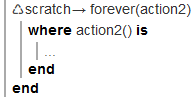 ♺scratch→ forever(action2)
where action2() is
...
end
end